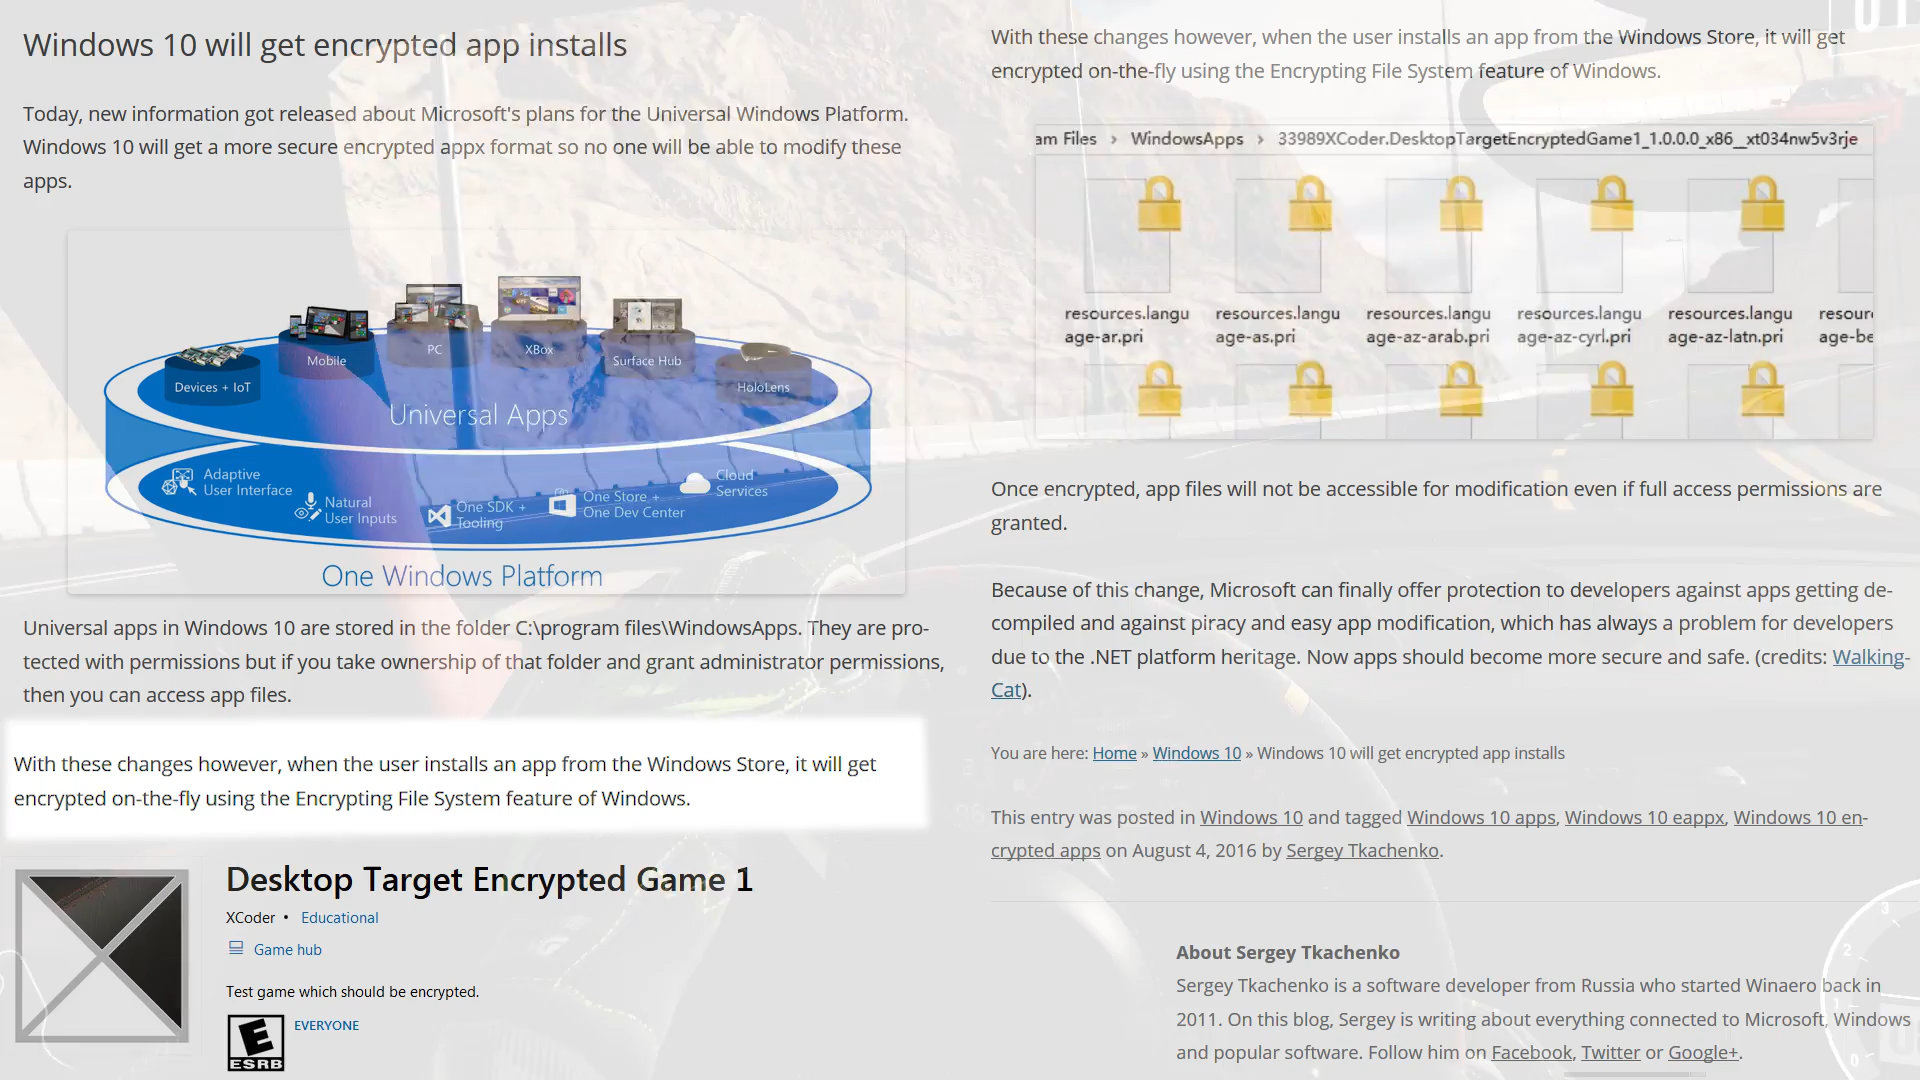 Windows 10 will get encrypted app installs
Today, new information got released about Microsoft's plans for the Universal Windows Platform.
Windows 10 will get a more secure encrypted appx format so no one will be able to modify these
apps.
Devices + IoT
Mobile
PC
XBox
Surface Hub
HoloLens
Universal Apps
Adaptive
User Interface
Natural
User Inputs
One SDK +
Tooling
One Store +
One Dev Center
Cloud
Services
One Windows Platform
Universal apps in Windows 10 are stored in the folder C:\program files\WindowsApps. They are pro-
tected with permissions but if you take ownership of that folder and grant administrator permissions,
then you can access app files.
With these changes however, when the user installs an app from the Windows Store, it will get
encrypted on-the-fly using the Encrypting File System feature of Windows.
Desktop Target Encrypted Game 1
XCoder • Educational
Game hub
Test game which should be encrypted.
E
ESRB
EVERYONE
With these changes however, when the user installs an app from the Windows Store, it will get
encrypted on-the-fly using the Encrypting File System feature of Windows.
am Files › WindowsApps › 33989XCoder.DesktopTargetEncryptedGame1_1.0.0.0_x86__xt034nw5v3rje
resources.langu
age-ar.pri
resources.langu
age-as.pri
resources.langu
age-az-arab.pri
resources.langu
age-az-cyrl.pri
resources.langu
age-az-latn.pri
resour
age-be
Once encrypted, app files will not be accessible for modification even if full access permissions are
granted.
Because of this change, Microsoft can finally offer protection to developers against apps getting de-
compiled and against piracy and easy app modification, which has always a problem for developers
due to the .NET platform heritage. Now apps should become more secure and safe. (credits: Walking-
Cat).
You are here: Home » Windows 10 » Windows 10 will get encrypted app installs
This entry was posted in Windows 10 and tagged Windows 10 apps, Windows 10 eappx, Windows 10 en-
crypted apps on August 4, 2016 by Sergey Tkachenko.
About Sergey Tkachenko
Sergey Tkachenko is a software developer from Russia who started Winaero back in
2011. On this blog, Sergey is writing about everything connected to Microsoft, Windows
and popular software. Follow him on Facebook, Twitter or Google+.
3
2
1
0